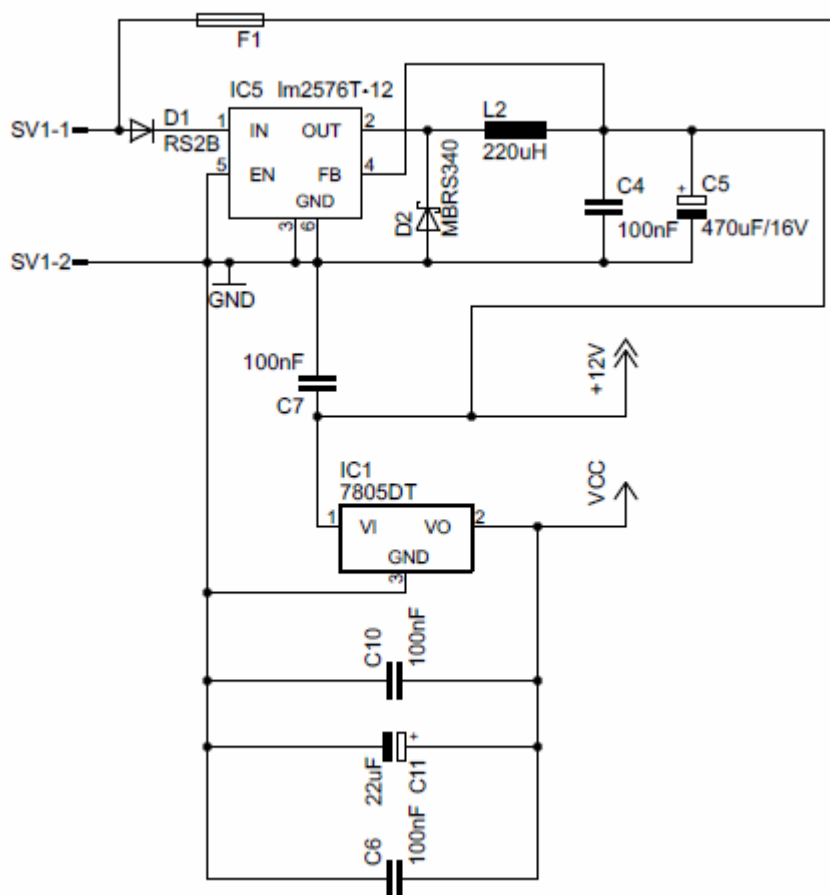 F1
IC5 lm2576T-12
SV1-1
D1
RS2B
1
IN
OUT
2
L2
220uH
5
EN
FB
4
GND
3
6
D2
MBRS340
C4
100nF
+
C5
470uF/16V
SV1-2
GND
100nF
C7
+12V
IC1
7805DT
VCC
1
VI
VO
2
GND
3
C10
100nF
22uF
+
C11
C6
100nF